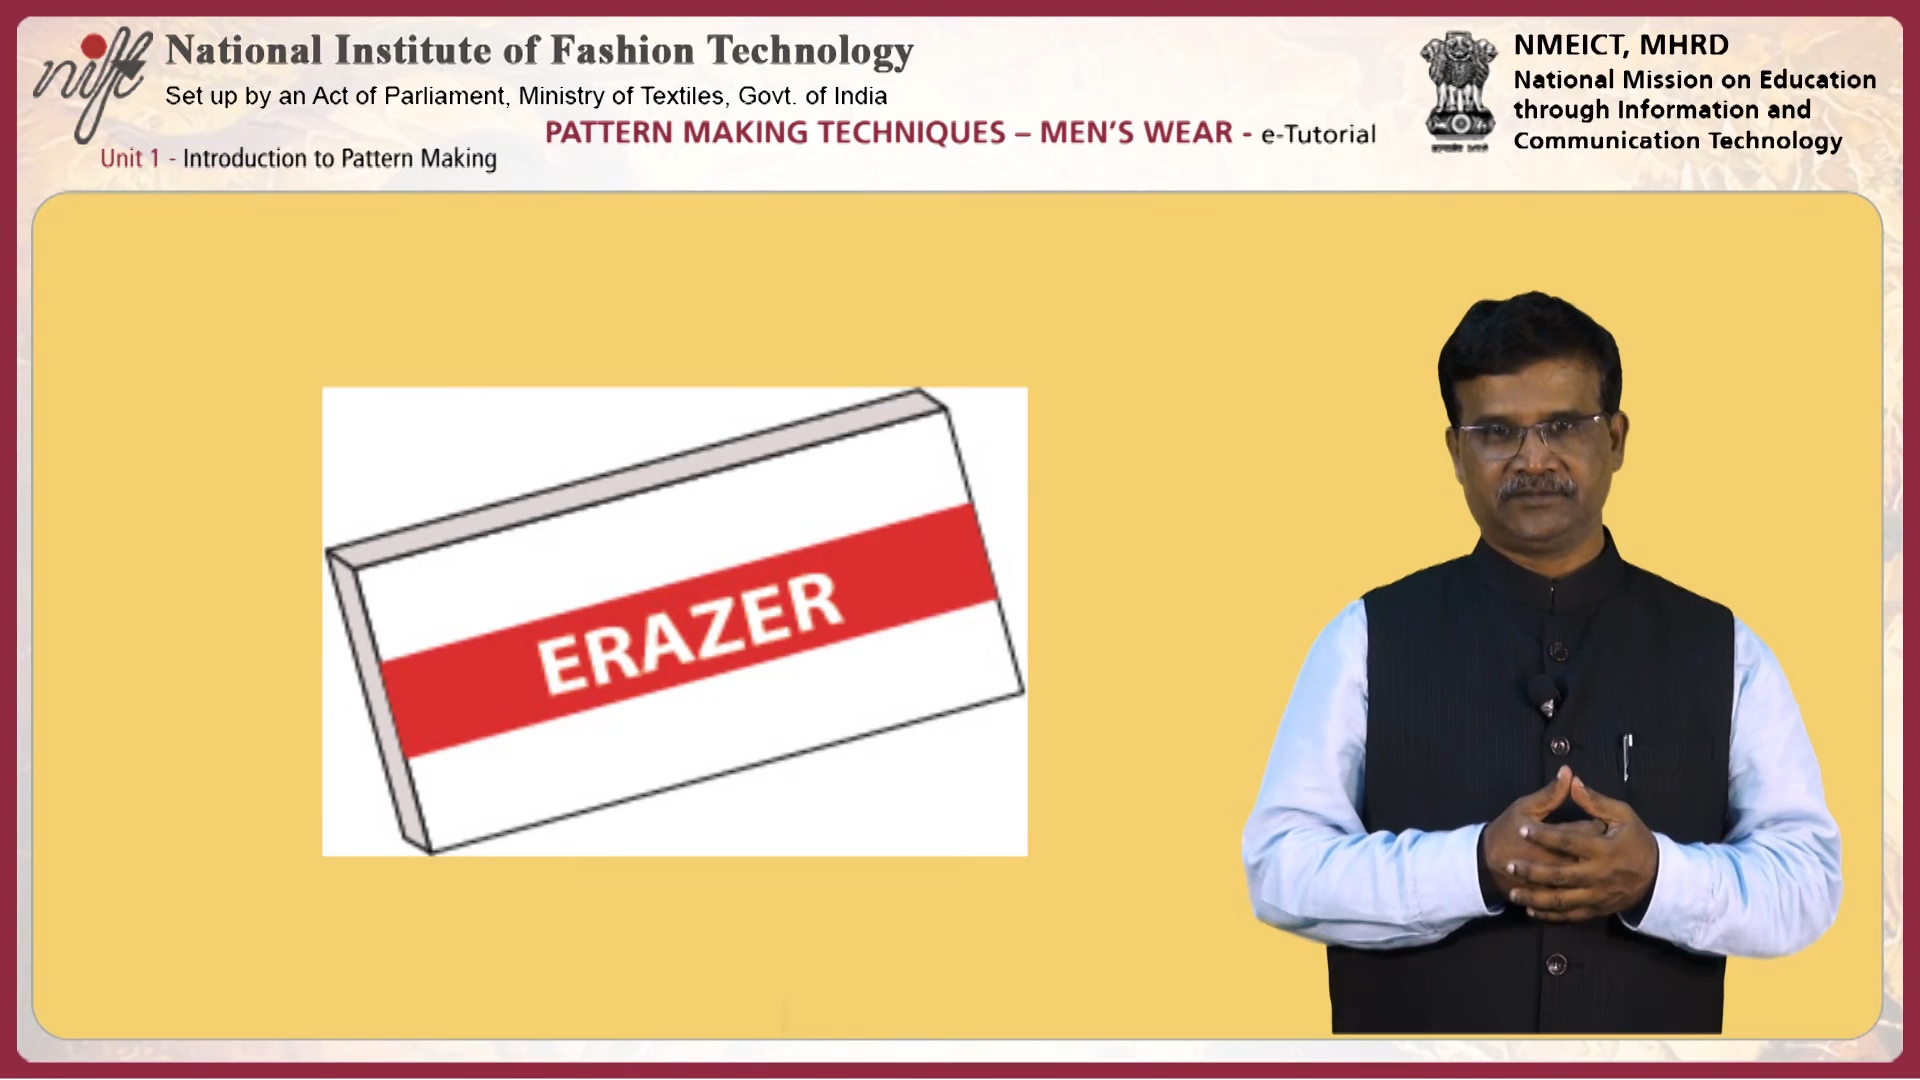 nift
National Institute of Fashion Technology
Set up by an Act of Parliament, Ministry of Textiles, Govt. of India
PATTERN MAKING TECHNIQUES – MEN'S WEAR - e-Tutorial
Unit 1 - Introduction to Pattern Making
NMEICT, MHRD
National Mission on Education
through Information and
Communication Technology
ERAZER